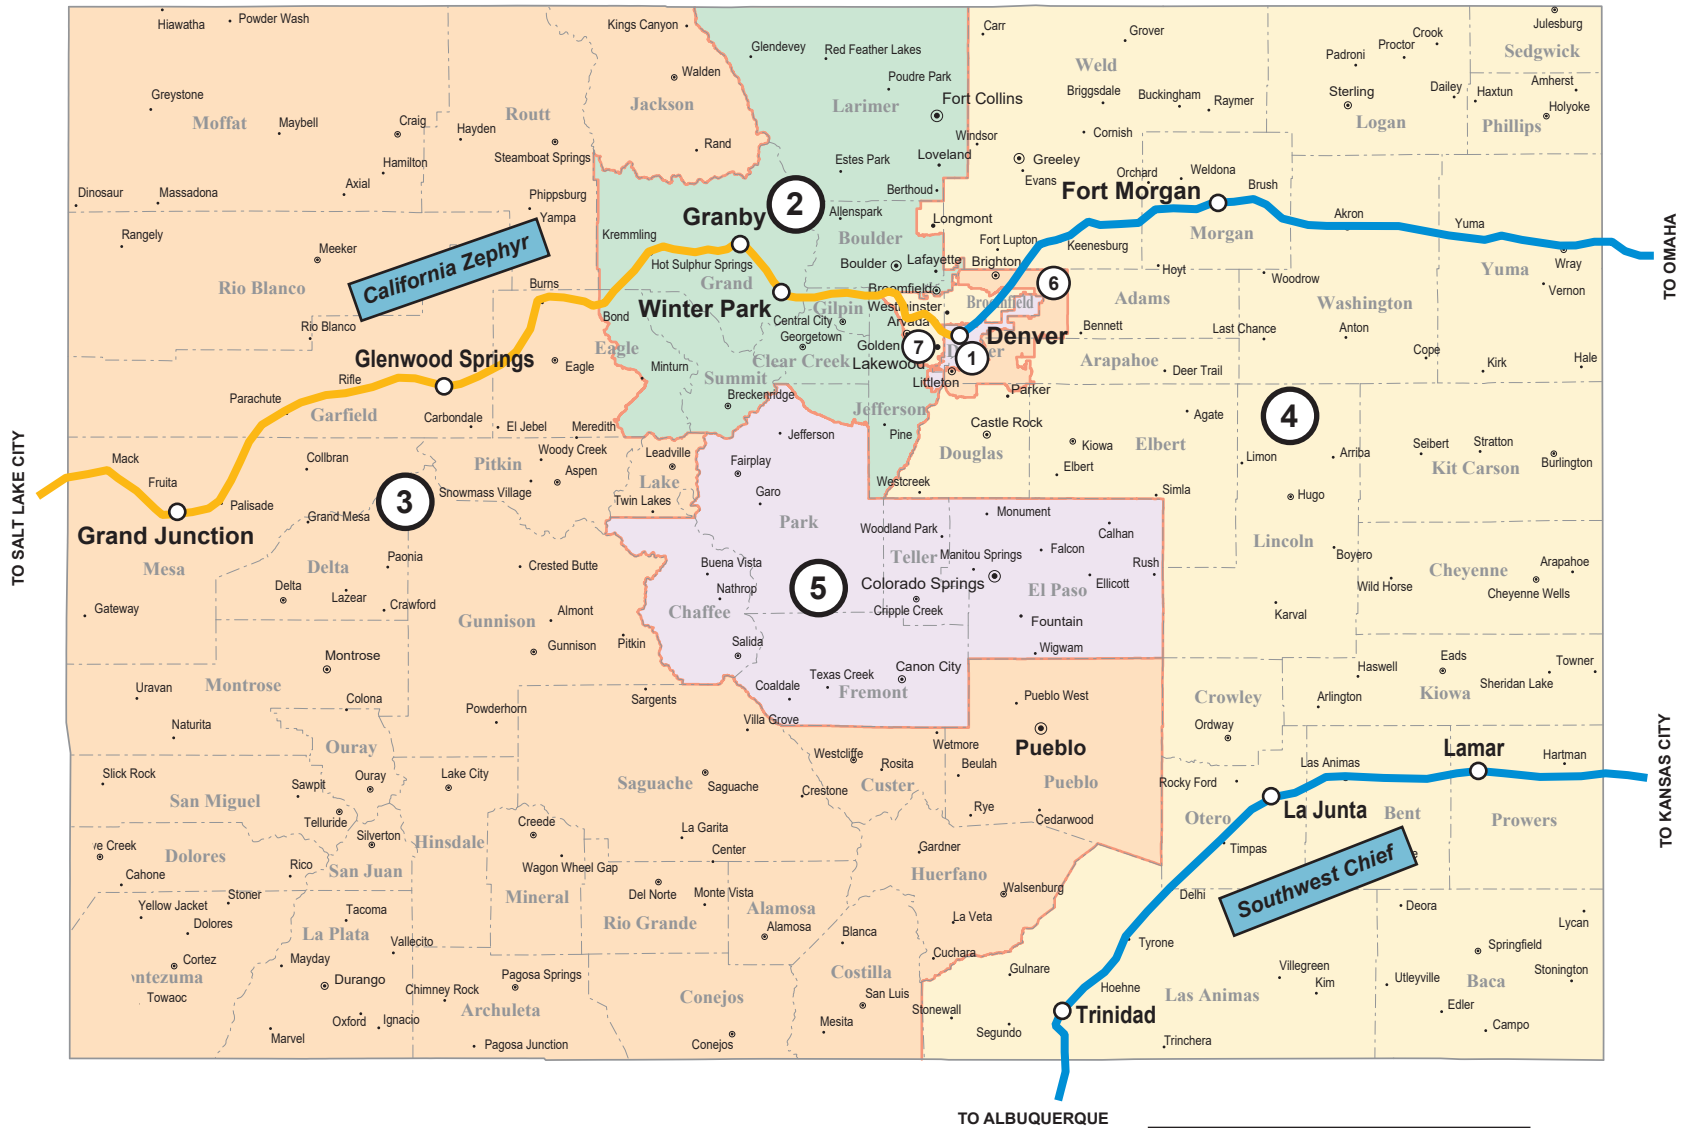 Hiawatha
Powder Wash
Kings Canyon
Glendevey
Red Feather Lakes
Carr
Grover
Padroni
Proctor
Crook
Julesburg
Sedgwick
Walden
Poudre Park
Weld
Greystone
Moffat
Maybell
Craig
Hayden
Routt
Jackson
Larimer
Fort Collins
Briggsdale
Buckingham
Raymer
Sterling
Logan
Dailey
Haxtun
Amherst
Holyoke
Phillips
Hamilton
Steamboat Springs
Rand
Windsor
Cornish
Estes Park
Loveland
Greeley
Evans
Orchard
Weldona
Dinosaur
Massadona
Axial
Phippsburg
Berthoud
Fort Morgan
Brush
2
Granby
Yampa
Allenspark
Longmont
Akron
Yuma
Rangely
Meeker
California Zephyr
Kremmling
Boulder
Fort Lupton
Keenesburg
Morgan
TO OMAHA
Hot Sulphur Springs
Boulder
Lafayette
Brighton
Hoyt
Woodrow
Wray
Yuma
Rio Blanco
Burns
Grand
Broomfield
6
Adams
Washington
Vernon
Winter Park
Gilpin
Broomfield
Westminster
Rio Blanco
Bond
Central City
Arvada
Bennett
Last Chance
Anton
Georgetown
Golden
7
1
Denver
Glenwood Springs
Eagle
Eagle
Minturn
Clear Creek
Lakewood
Arapahoe
Cope
Kirk
Hale
Rifle
Summit
Littleton
Deer Trail
Parachute
Breckenridge
Parker
Garfield
Carbondale
El Jebel
Meredith
Jefferson
Jefferson
Pine
Castle Rock
Agate
4
TO SALT LAKE CITY
Mack
Collbran
Woody Creek
Pitkin
Aspen
Leadville
Lake
Fairplay
Douglas
Kiowa
Elbert
Elbert
Limon
Arriba
Seibert
Stratton
Kit Carson
Burlington
Fruita
Palisade
3
Snowmass Village
Twin Lakes
Garo
Westcreek
Simla
Hugo
Grand Mesa
Park
Monument
Grand Junction
Woodland Park
Calhan
Lincoln
Mesa
Delta
Paonia
Crested Butte
Buena Vista
Teller
Manitou Springs
Falcon
Rush
Boyero
Cheyenne
Arapahoe
Delta
Lazear
Nathrop
5
Colorado Springs
El Paso
Ellicott
Wild Horse
Cheyenne Wells
Gateway
Crawford
Almont
Chaffee
Cripple Creek
Karval
Gunnison
Fountain
Gunnison
Pitkin
Salida
Wigwam
Montrose
Canon City
Haswell
Eads
Towner
Uravan
Montrose
Texas Creek
Coaldale
Fremont
Sheridan Lake
Colona
Sargents
Pueblo West
Crowley
Arlington
Kiowa
Naturita
Powderhorn
Villa Grove
Ordway
Ouray
Wetmore
Pueblo
Lamar
Hartman
TO KANSAS CITY
Slick Rock
Ouray
Sawpit
Lake City
Saguache
Saguache
Westcliffe
Rosita
Custer
Beulah
Pueblo
Rocky Ford
Las Animas
San Miguel
Crestone
Telluride
Rye
Cedarwood
La Junta
Otero
Bent
Prowers
Silverton
Hinsdale
Creede
La Garita
ve Creek
Dolores
Rico
San Juan
Center
Gardner
Timpas
e
Cahone
Wagon Wheel Gap
Huerfano
Walsenburg
Stoner
Mineral
Del Norte
Monte Vista
Delhi
Southwest Chief
Yellow Jacket
Tacoma
Rio Grande
Alamosa
La Veta
Deora
Lycan
Dolores
La Plata
Vallecito
Alamosa
Blanca
Tyrone
Springfield
Cortez
Mayday
Cuchara
Gulnare
Villegreen
Stonington
ntezuma
Durango
Pagosa Springs
Costilla
Hoehne
Kim
Utleyville
Baca
Towaoc
Chimney Rock
Conejos
San Luis
Las Animas
Archuleta
Stonewall
Trinidad
Edler
Oxford
Ignacio
Mesita
Segundo
Campo
Marvel
Pagosa Junction
Conejos
Trinchera
TO ALBUQUERQUE